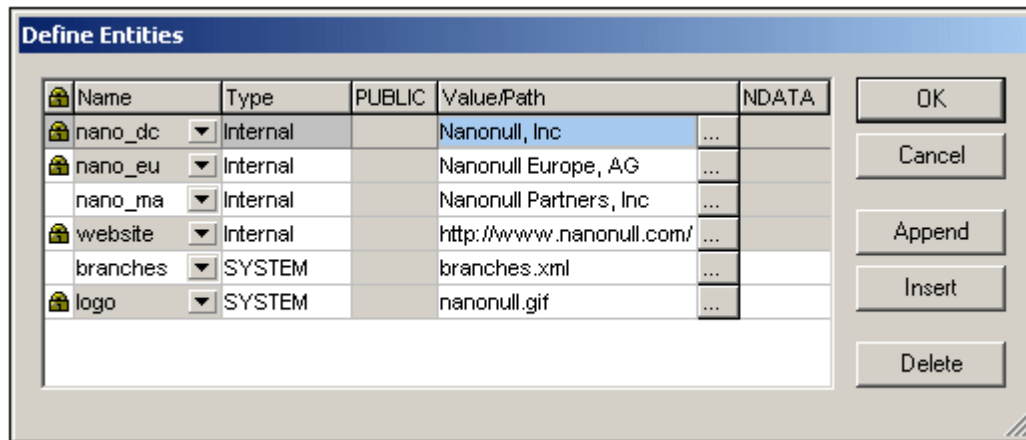 Define Entities
Name Type PUBLIC Value/Path NDATA
nano_dc Internal Nanonull, Inc ...
nano_eu Internal Nanonull Europe, AG ...
nano_ma Internal Nanonull Partners, Inc ...
website Internal http://www.nanonull.com/ ...
branches SYSTEM branches.xml ...
logo SYSTEM nanonull.gif ...
OK
Cancel
Append
Insert
Delete